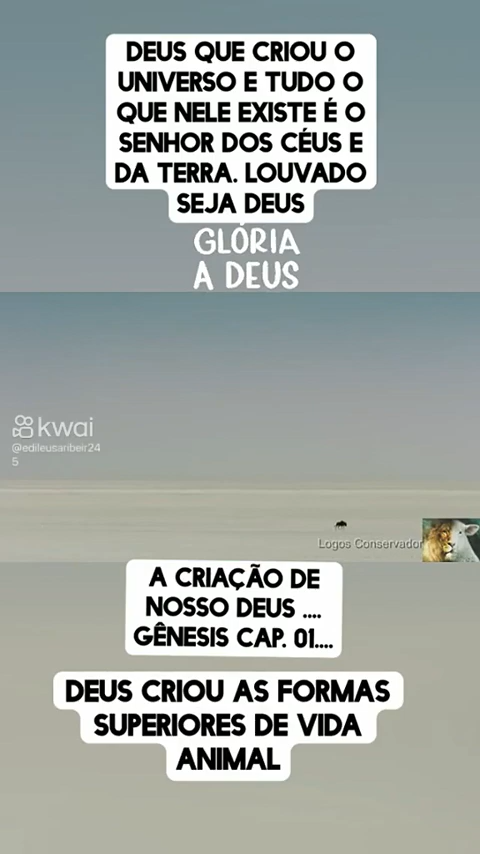 DEUS QUE CRIOU O
UNIVERSO E TUDO O
QUE NELE EXISTE É O
SENHOR DOS CÉUS E
DA TERRA. LOUVADO
SEJA DEUS
GLÓRIA
A DEUS
kwai
@edileusaribeir24
5
Logos Conservador
A CRIAÇÃO DE
NOSSO DEUS ....
GÊNESIS CAP. 01....
DEUS CRIOU AS FORMAS
SUPERIORES DE VIDA
ANIMAL